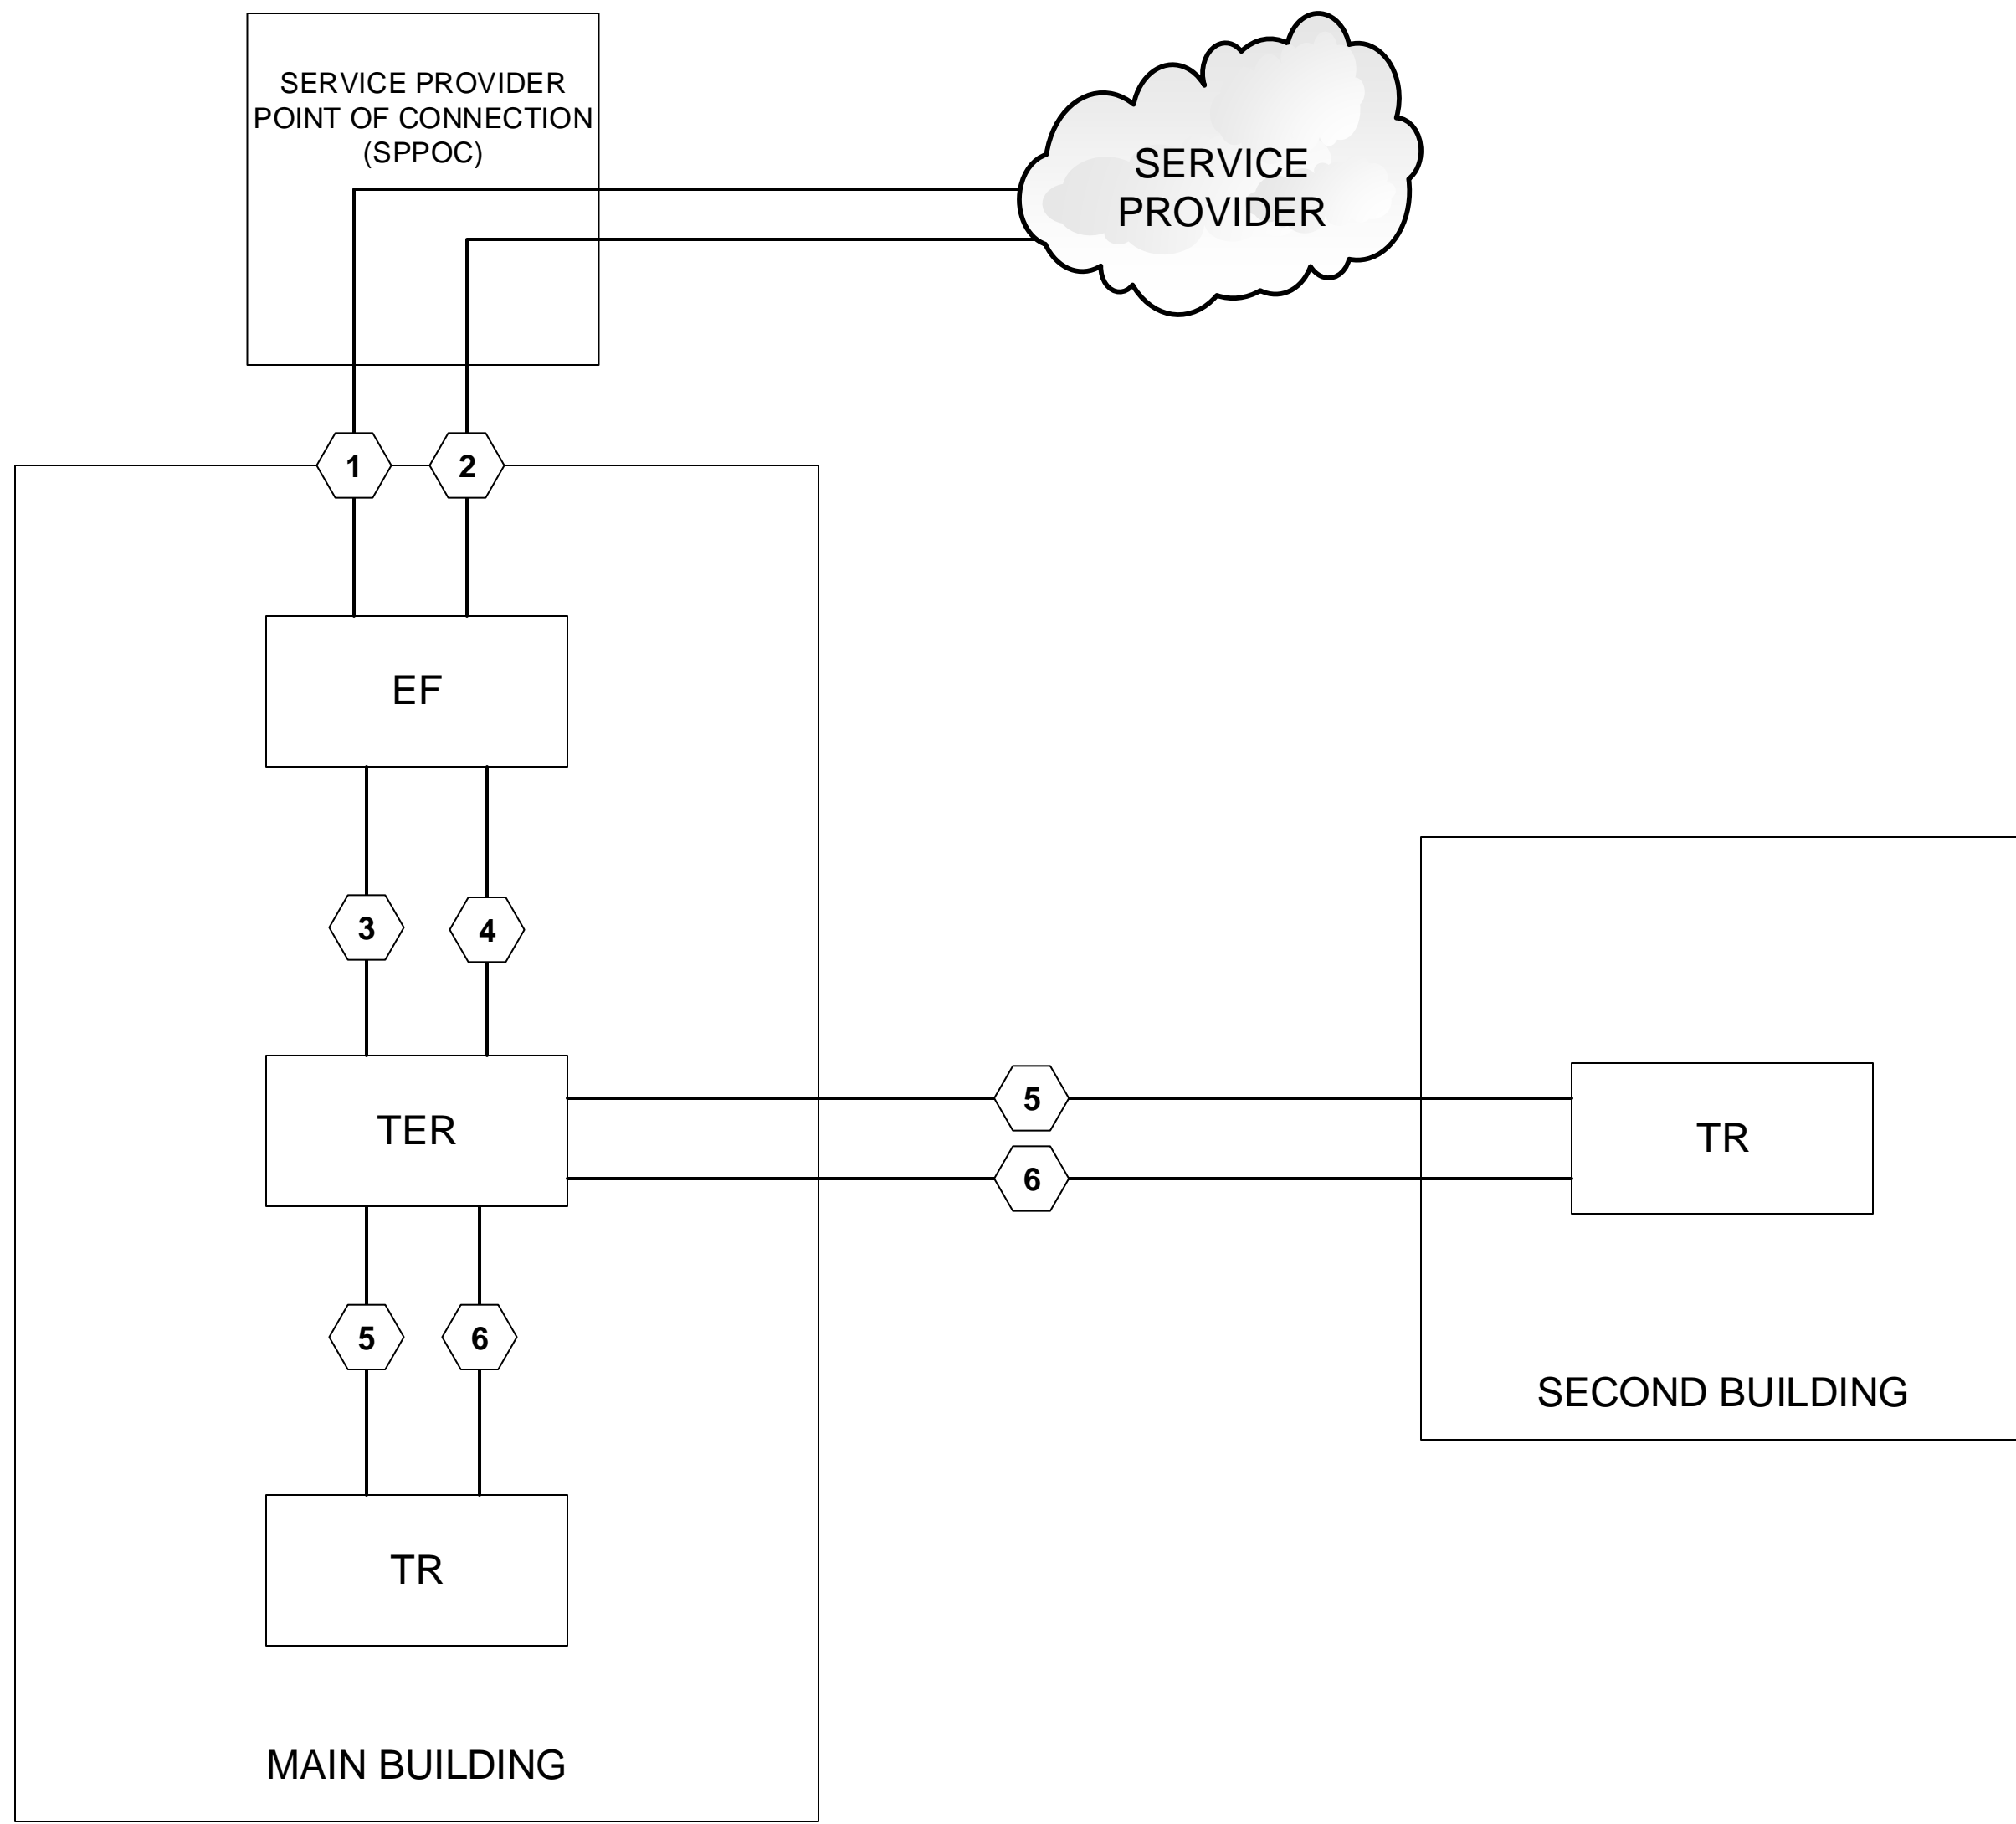 SERVICE PROVIDER
POINT OF CONNECTION
(SPPOC)
SERVICE
PROVIDER
1
2
EF
3
4
TER
5
6
TR
5
6
SECOND BUILDING
TR
MAIN BUILDING